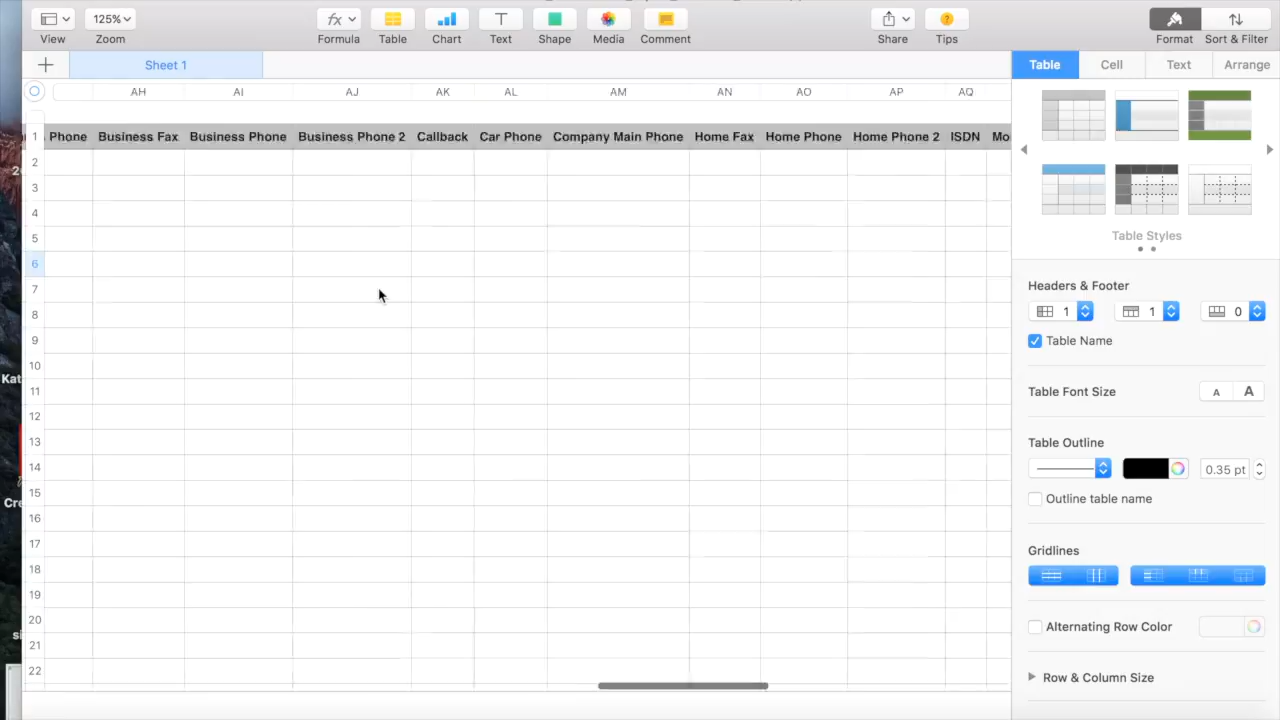 View
125%
Zoom
fx
Formula
Table
Chart
T
Text
Shape
Media
Comment
Share
?
Tips
Format
Sort & Filter
Sheet 1
Table
Cell
Text
Arrange
AH AI AJ AK AL AM AN AO AP AQ
1 Phone Business Fax Business Phone Business Phone 2 Callback Car Phone Company Main Phone Home Fax Home Phone Home Phone 2 ISDN Mo
2
3
4
5
6
7
8
9
10
11
12
13
14
15
16
17
18
19
20
21
22
Kat
Cre
si
Table Styles
Headers & Footer
1 1 0
Table Name
Table Font Size
A A
Table Outline
0.35 pt
Outline table name
Gridlines
Alternating Row Color
Row & Column Size